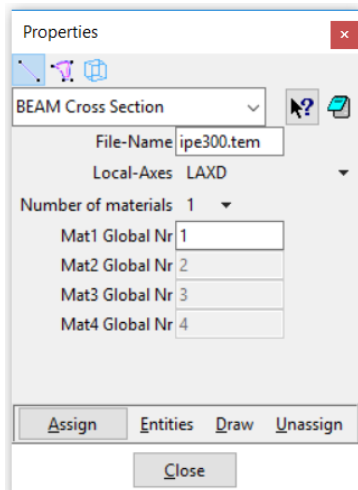 Properties
×
BEAM Cross Section
?
File-Name ipe300.tem
Local-Axes LAXD
Number of materials 1
Mat1 Global Nr 1
Mat2 Global Nr 2
Mat3 Global Nr 3
Mat4 Global Nr 4
Assign Entities Draw Unassign
Close